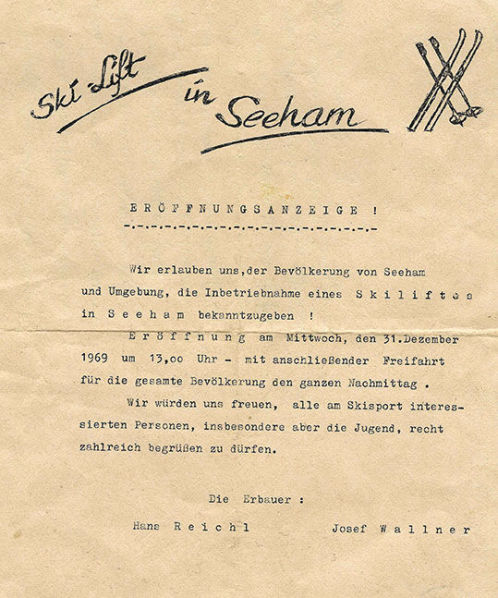 Ski Lift in Seeham
ERÖFFNUNGSANZEIGE !
-.-.-.-.-.-.-.-.-.-.-.-.-.-.-.-.-.-.-
Wir erlauben uns,der Bevölkerung von Seeham
und Umgebung, die Inbetriebnahme eines Skiliftes
in Seeham bekanntzugeben !
Eröffnung am Mittwoch, den 31.Dezember
1969 um 13,oo Uhr - mit anschließender Freifahrt
für die gesamte Bevölkerung den ganzen Nachmittag .
Wir würden uns freuen, alle am Skisport interes-
sierten Personen, insbesondere aber die Jugend, recht
zahlreich begrüßen zu dürfen.
Die Erbauer :
Hans Reichl Josef Wallner